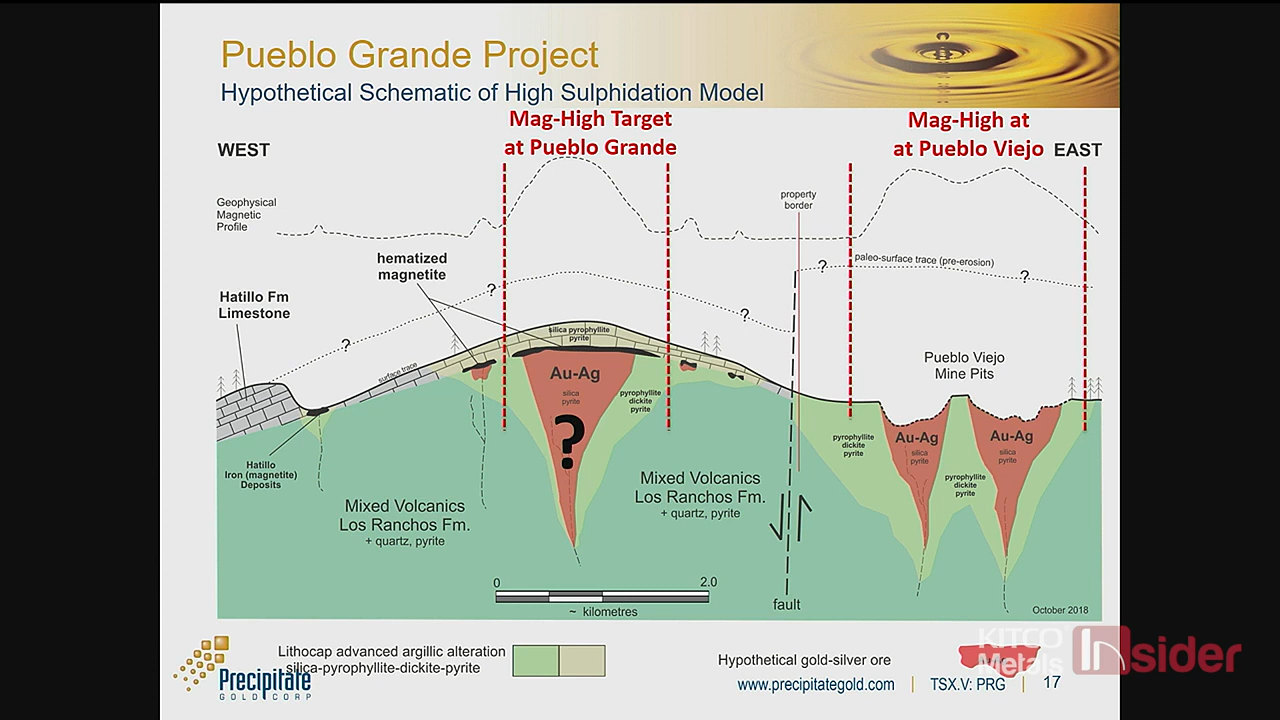 Pueblo Grande Project
Hypothetical Schematic of High Sulphidation Model
Mag-High Target
at Pueblo Grande
Mag-High at
at Pueblo Viejo
WEST
EAST
Geophysical
Magnetic
Profile
property
border
hematized
magnetite
?
paleo-surface trace (pre-erosion)
?
?
Hatillo Fm
Limestone
?
?
silica pyrophyllite
pyrite
surface trace
Pueblo Viejo
Mine Pits
Au-Ag
silica
pyrite
?
pyrophyllite
dickite
pyrite
pyrophyllite
dickite
pyrite
Au-Ag
silica
pyrite
Au-Ag
silica
pyrite
pyrophyllite
dickite
pyrite
Hatillo
Iron (magnetite)
Deposits
Mixed Volcanics
Los Ranchos Fm.
+ quartz, pyrite
Mixed Volcanics
Los Ranchos Fm.
+ quartz, pyrite
0
2.0
~ kilometres
fault
October 2018
Lithocap advanced argillic alteration
silica-pyrophyllite-dickite-pyrite
Hypothetical gold-silver ore
KITCO
Metals
Insider
Precipitate
GOLD CORP
www.precipitategold.com | TSX.V: PRG | 17